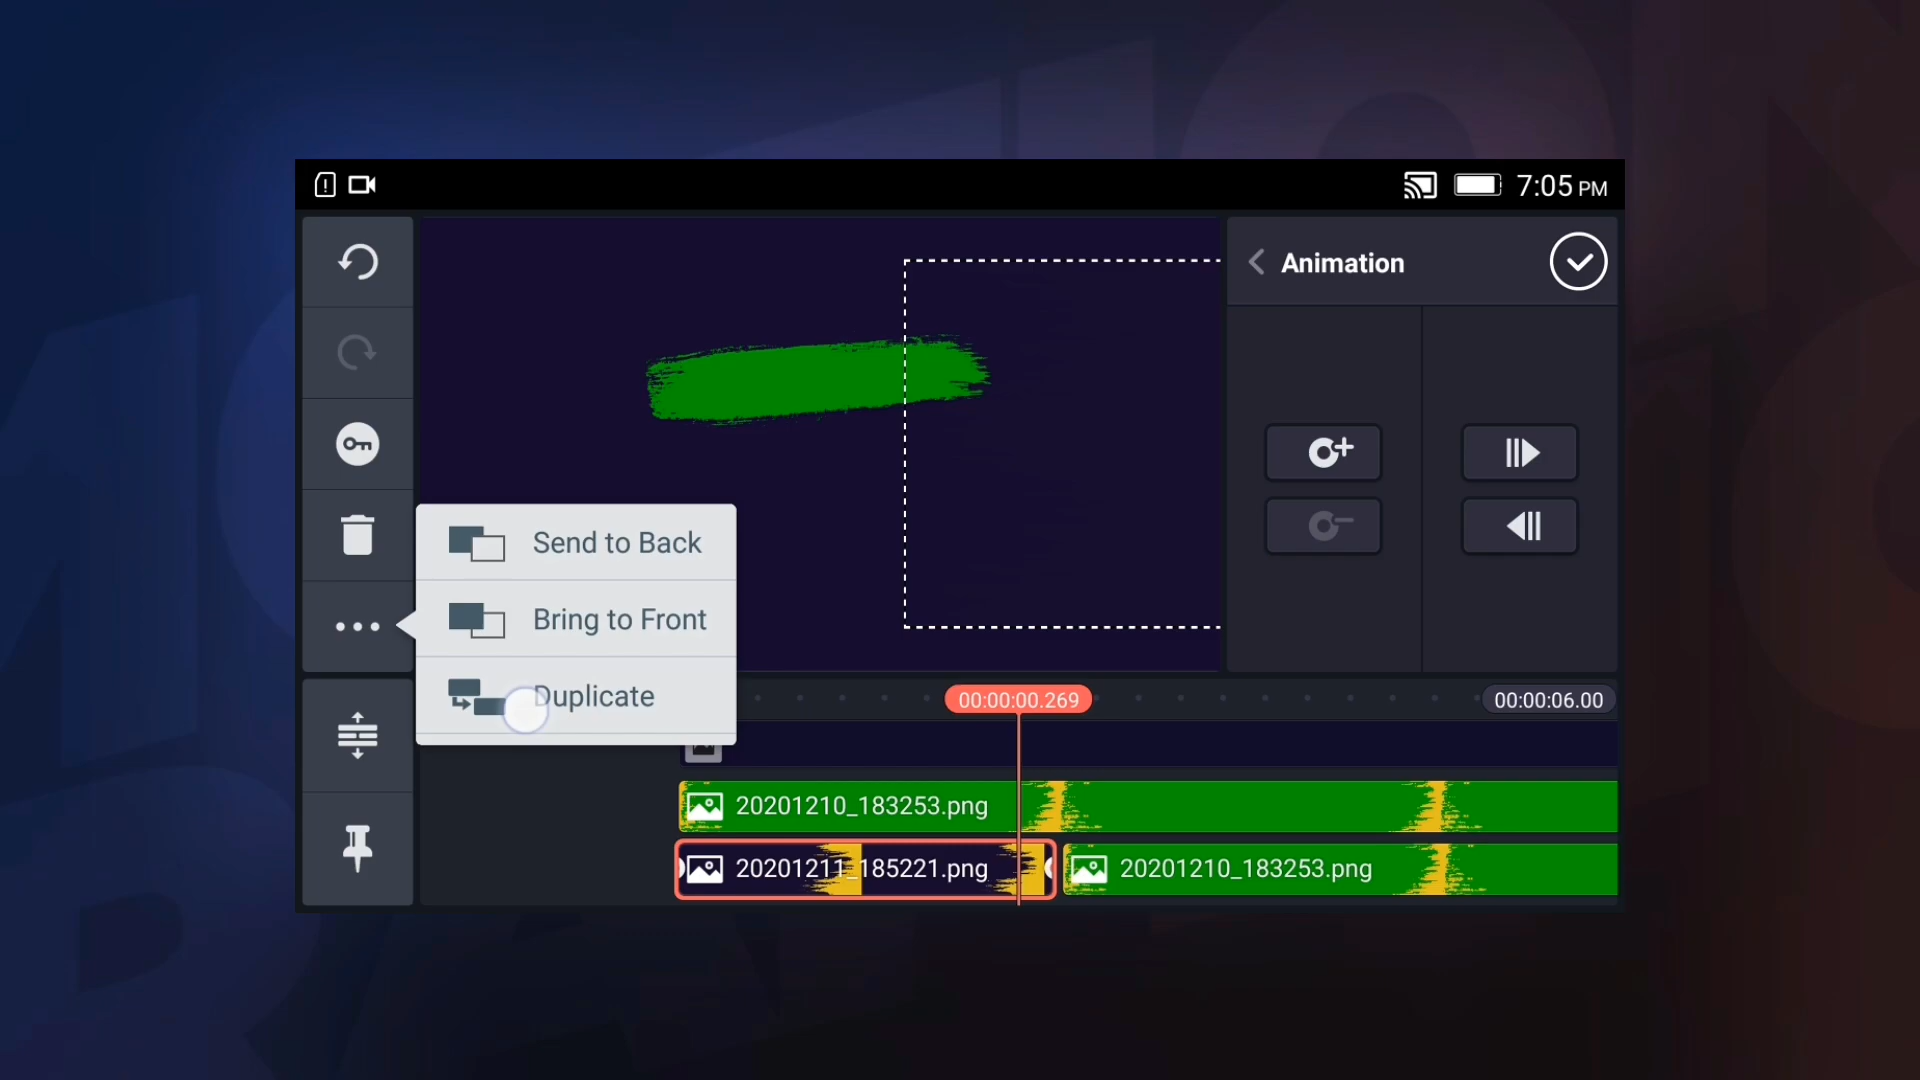 7:05 PM
Animation
Send to Back
Bring to Front
Duplicate
00:00:00.269
00:00:06.00
20201210_183253.png
20201211_185221.png
20201210_183253.png